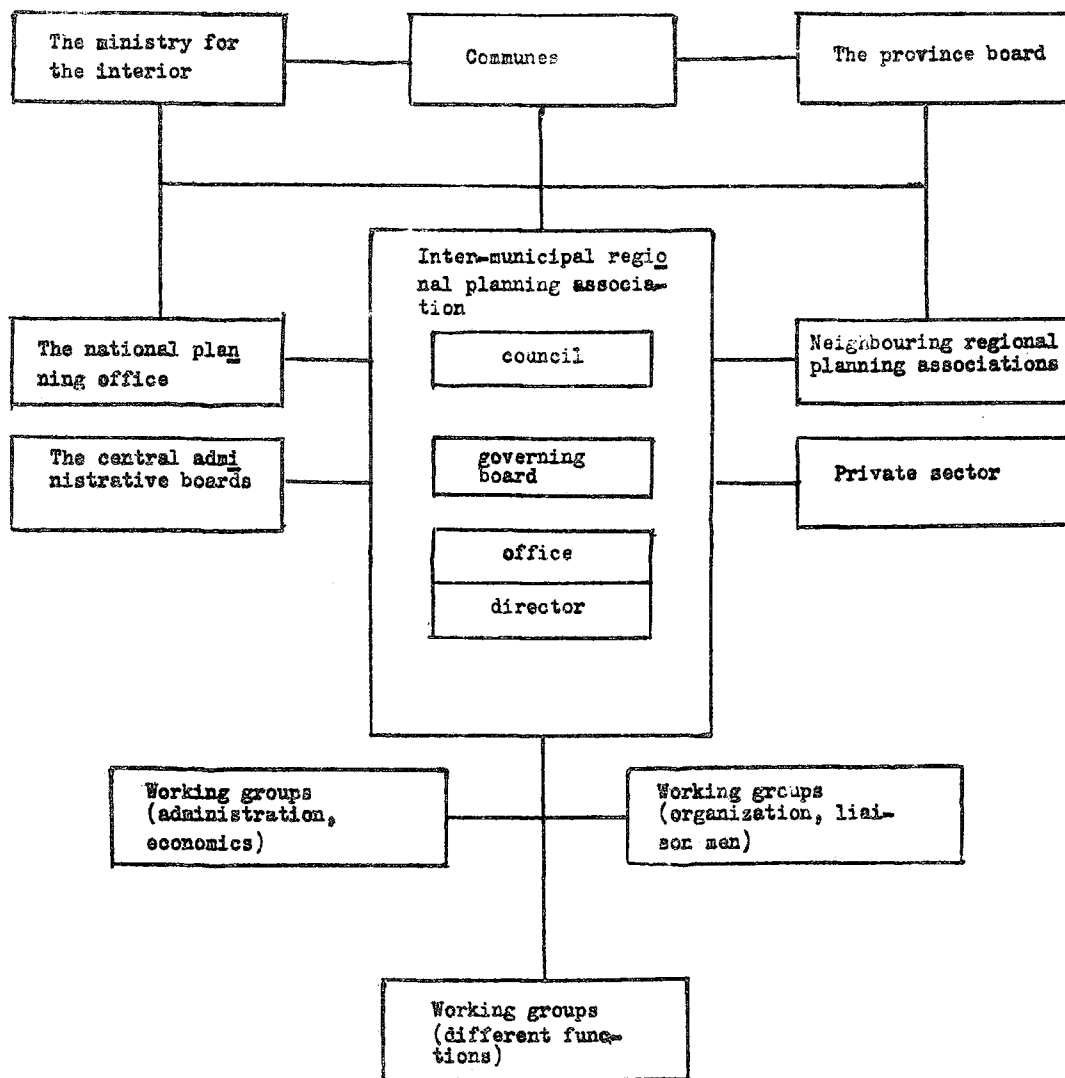 The ministry for
the interior
Communes
The province board
Inter-municipal regio
nal planning associa-
tion
council
governing
board
office
director
The national plan
ning office
The central admi
nistrative boards
Neighbouring regional
planning associations
Private sector
Working groups
(administration,
economics)
Working groups
(organization, liai-
son men)
Working groups
(different func-
tions)